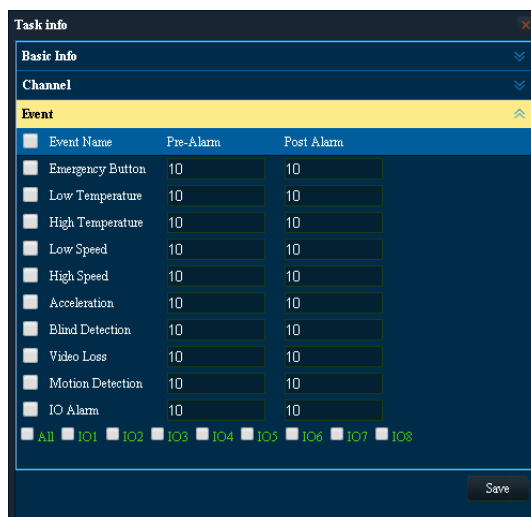 Task info
Basic Info
Channel
Event
Event Name Pre-Alarm Post Alarm
Emergency Button 10 10
Low Temperature 10 10
High Temperature 10 10
Low Speed 10 10
High Speed 10 10
Acceleration 10 10
Blind Detection 10 10
Video Loss 10 10
Motion Detection 10 10
IO Alarm 10 10
All IO1 IO2 IO3 IO4 IO5 IO6 IO7 IO8
Save